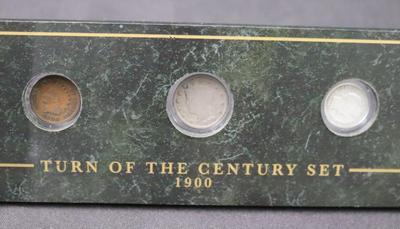 TURN OF THE CENTURY SET
1900